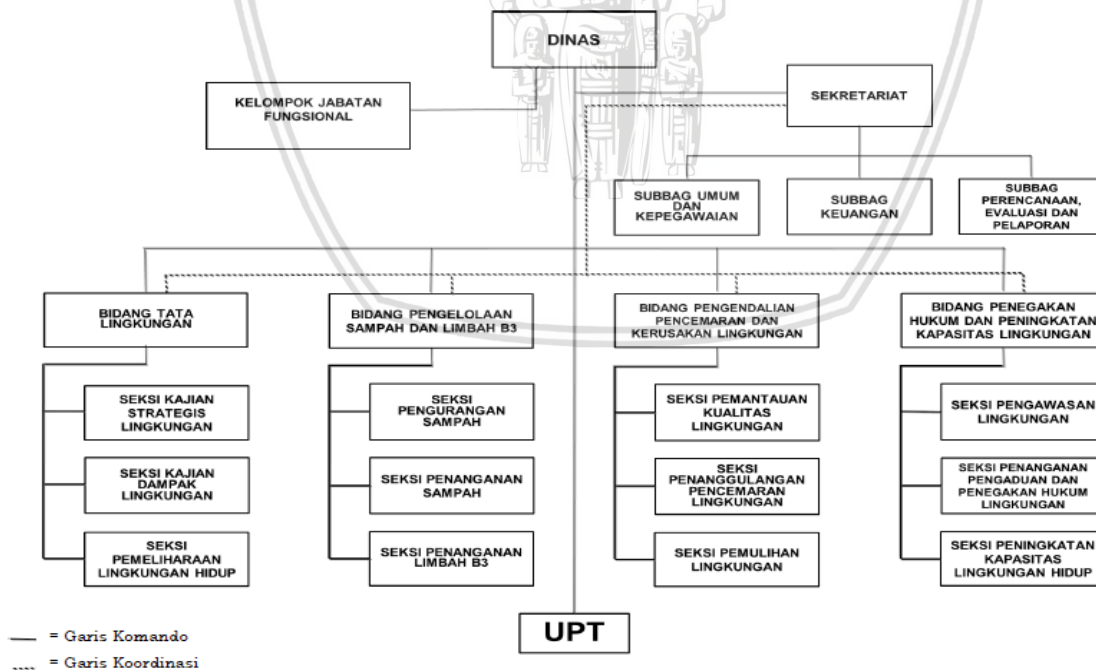 DINAS
KELOMPOK JABATAN
FUNGSIONAL
SEKRETARIAT
SUBBAG UMUM
DAN
KEPEGAWAIAN
SUBBAG
KEUANGAN
SUBBAG
PERENCANAAN,
EVALUASI DAN
PELAPORAN
BIDANG TATA
LINGKUNGAN
BIDANG PENGELOLAAN
SAMPAH DAN LIMBAH B3
BIDANG PENGENDALIAN
PENCEMARAN DAN
KERUSAKAN LINGKUNGAN
BIDANG PENEGAKAN
HUKUM DAN PENINGKATAN
KAPASITAS LINGKUNGAN
SEKSI KAJIAN
STRATEGIS
LINGKUNGAN
SEKSI
PENGURANGAN
SAMPAH
SEKSI PEMANTAUAN
KUALITAS
LINGKUNGAN
SEKSI PENGAWASAN
LINGKUNGAN
SEKSI KAJIAN
DAMPAK
LINGKUNGAN
SEKSI PENANGANAN
SAMPAH
SEKSI
PENANGGULANGAN
PENCEMARAN
LINGKUNGAN
SEKSI PENANGANAN
PENGADUAN DAN
PENEGAKAN HUKUM
LINGKUNGAN
SEKSI
PEMELIHARAAN
LINGKUNGAN HIDUP
SEKSI PENANGANAN
LIMBAH B3
SEKSI PEMULIHAN
LINGKUNGAN
SEKSI PENINGKATAN
KAPASITAS
LINGKUNGAN HIDUP
UPT
= Garis Komando
= Garis Koordinasi